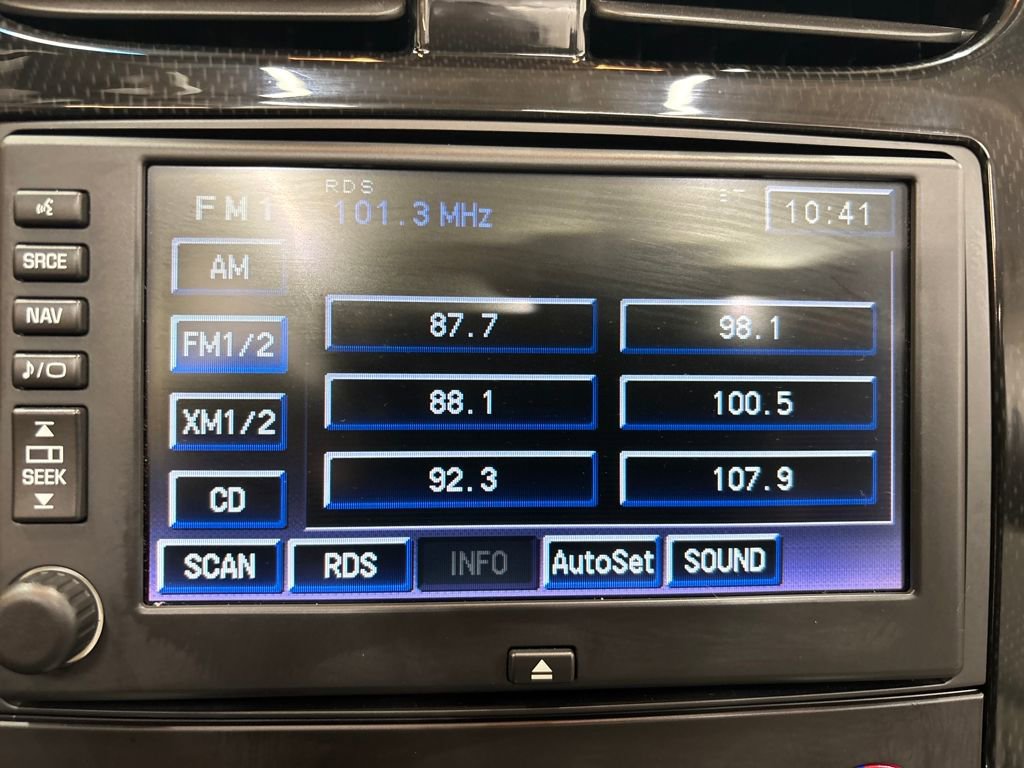 RDS
FM1 101.3 MHz ST 10:41
SRCE
AM
NAV
87.7 98.1
FM1/2
88.1 100.5
XM1/2
SEEK
92.3 107.9
CD
SCAN RDS INFO AutoSet SOUND